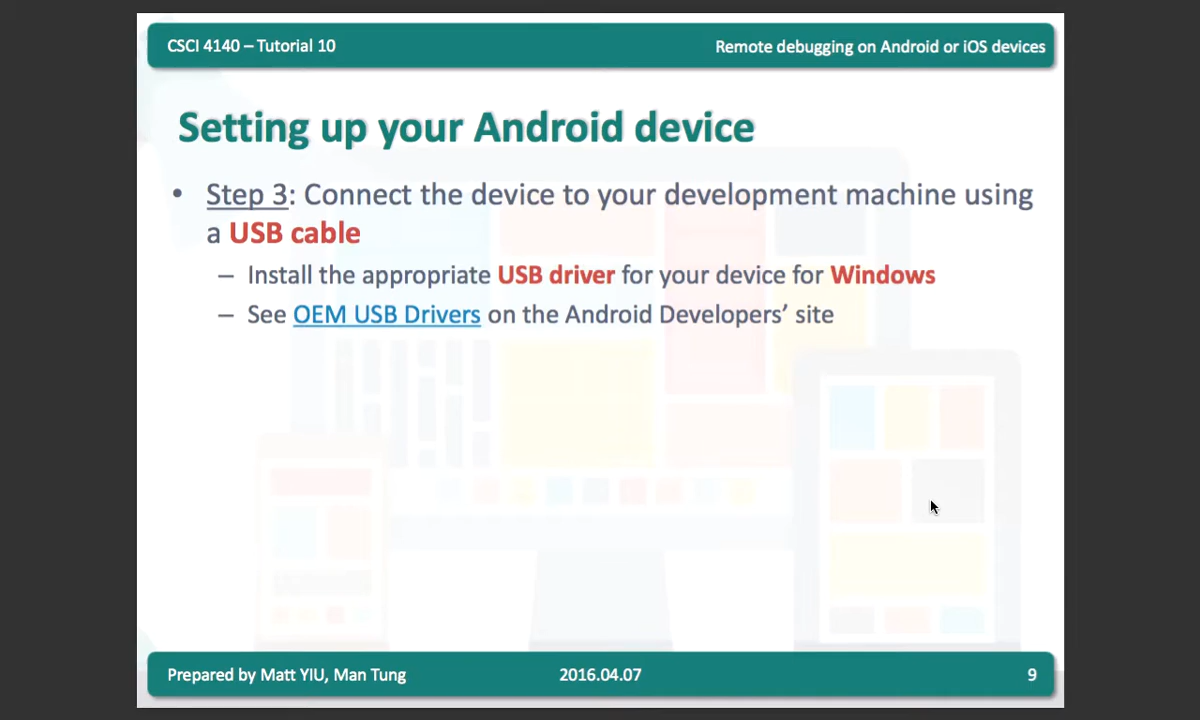 CSCI 4140 – Tutorial 10
Remote debugging on Android or iOS devices
Setting up your Android device
• Step 3: Connect the device to your development machine using
a USB cable
– Install the appropriate USB driver for your device for Windows
– See OEM USB Drivers on the Android Developers’ site
Prepared by Matt YIU, Man Tung
2016.04.07
9